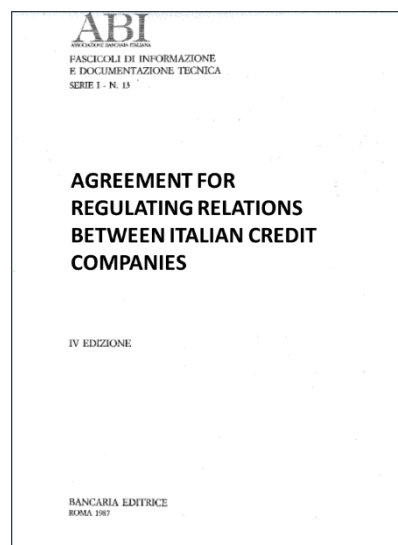 ABI
ASSOCIAZIONE BANCARIA ITALIANA
FASCICOLI DI INFORMAZIONE
E DOCUMENTAZIONE TECNICA
SERIE I - N. 13
AGREEMENT FOR
REGULATING RELATIONS
BETWEEN ITALIAN CREDIT
COMPANIES
IV EDIZIONE
BANCARIA EDITRICE
ROMA 1987